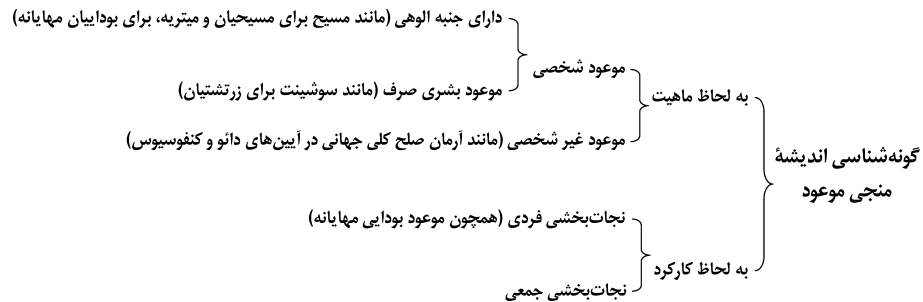 دارای جنبه الوهی (مانند مسیح برای مسیحیان و میتریه، برای بوداییان مهایانه)
موعود شخصی
موعود بشری صرف (مانند سوشینت برای زرتشتیان)
به لحاظ ماهیت
موعود غیر شخصی (مانند آرمان صلح کلی جهانی در آیین‌های دائو و کنفوسیوس)
گونه‌شناسی اندیشۀ
منجی موعود
نجات‌بخشی فردی (همچون موعود بودایی مهایانه)
به لحاظ کارکرد
نجات‌بخشی جمعی